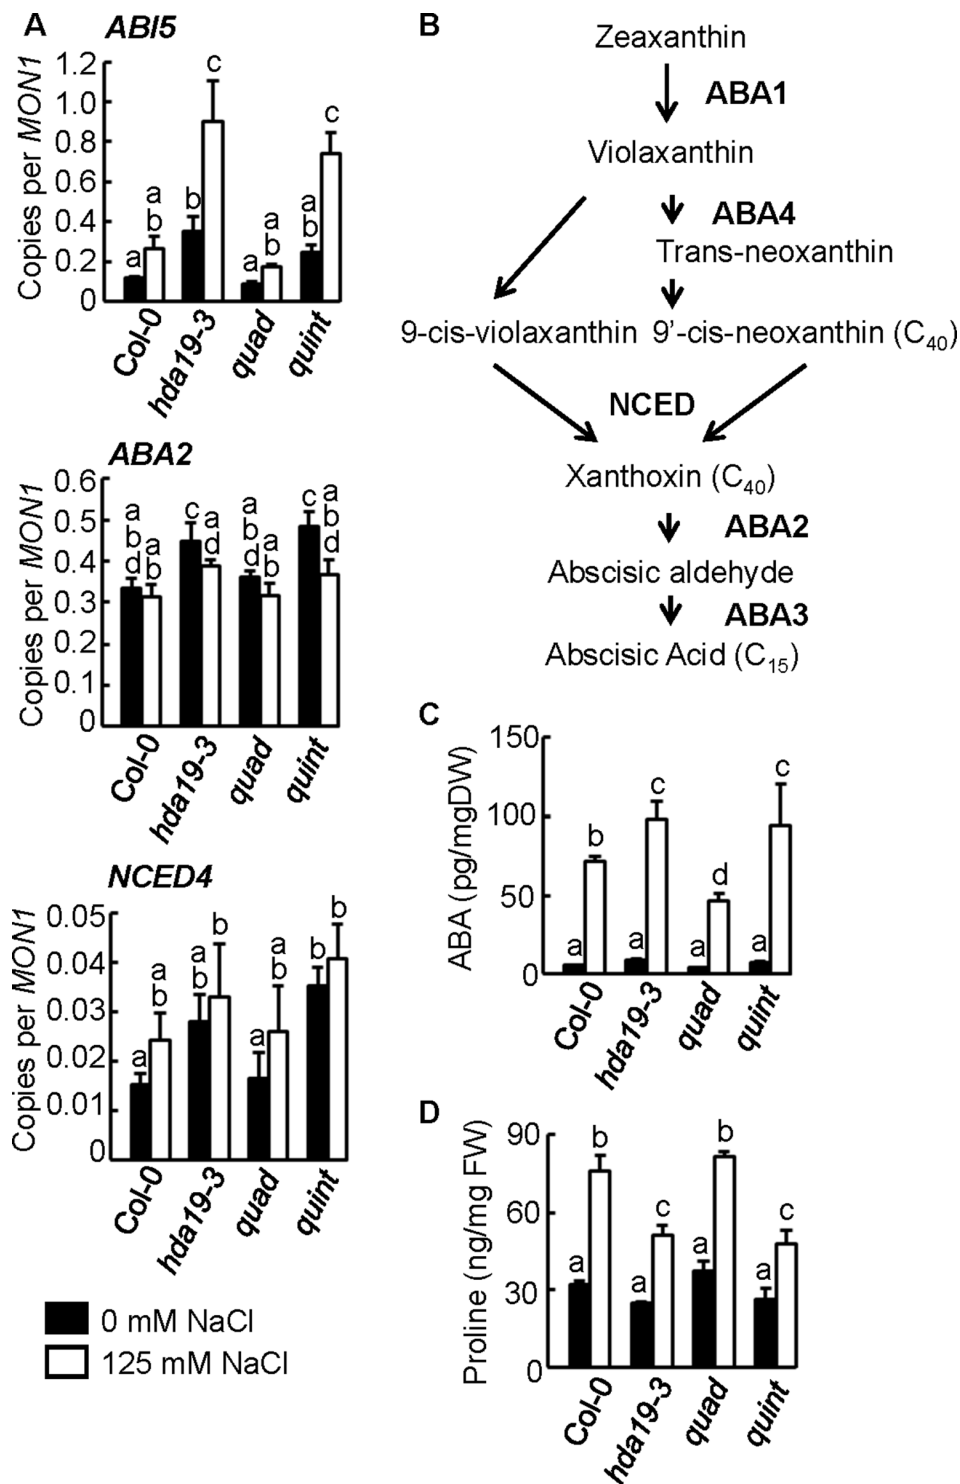 A
ABI5
Copies per MON1
1.2
1.0
0.8
0.6
0.4
0.2
0
a
a
b
b
c
a
a
b
a
b
c
Col-0
hda19-3
quad
quint
ABA2
Copies per MON1
0.6
0.5
0.4
0.3
0.2
0.1
0
a
b
d
a
b
c
a
d
a
b
d
a
b
c
a
b
d
Col-0
hda19-3
quad
quint
NCED4
Copies per MON1
0.05
0.04
0.03
0.02
0.01
0
a
a
b
a
b
b
a
a
b
b
b
Col-0
hda19-3
quad
quint
0 mM NaCl
125 mM NaCl
B
Zeaxanthin
ABA1
Violaxanthin
ABA4
Trans-neoxanthin
9-cis-violaxanthin 9’-cis-neoxanthin (C40)
NCED
Xanthoxin (C40)
ABA2
Abscisic aldehyde
ABA3
Abscisic Acid (C15)
C
ABA (pg/mgDW)
150
100
50
0
a
b
a
c
a
d
a
c
Col-0
hda19-3
quad
quint
D
Proline (ng/mg FW)
90
60
30
0
a
b
a
c
a
b
a
c
Col-0
hda19-3
quad
quint